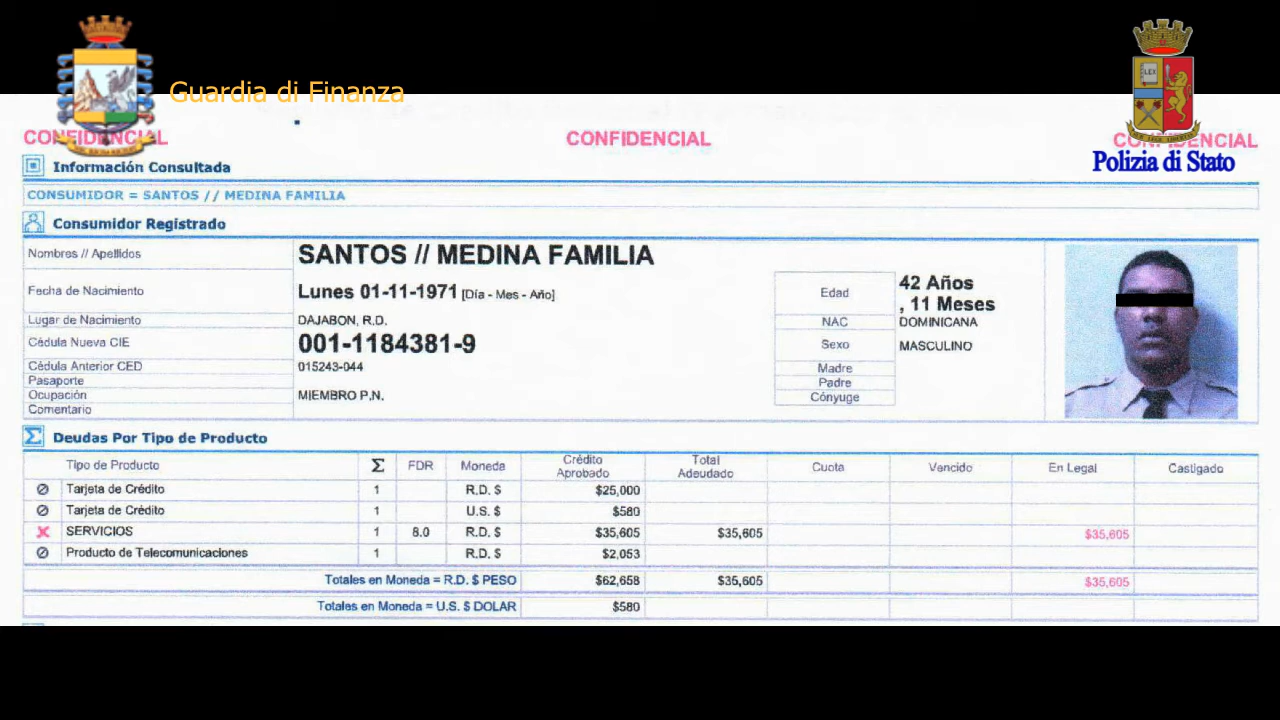 Guardia di Finanza
CONFIDENCIAL CONFIDENCIAL CONFIDENCIAL
Polizia di Stato
LEX
Información Consultada
CONSUMIDOR = SANTOS // MEDINA FAMILIA
Consumidor Registrado
Nombres // Apellidos SANTOS // MEDINA FAMILIA
Fecha de Nacimiento Lunes 01-11-1971 [Día - Mes - Año] Edad 42 Años , 11 Meses
Lugar de Nacimiento DAJABON, R.D. NAC DOMINICANA
Cédula Nueva CIE 001-1184381-9 Sexo MASCULINO
Cédula Anterior CED 015243-044 Madre
Pasaporte Padre
Ocupación MIEMBRO P.N. Cónyuge
Comentario
Σ Deudas Por Tipo de Producto
Tipo de Producto Σ FDR Moneda Crédito Aprobado Total Adeudado Cuota Vencido En Legal Castigado
Tarjeta de Crédito 1 R.D. $ $25,000
Tarjeta de Crédito 1 U.S. $ $580
SERVICIOS 1 8.0 R.D. $ $35,605 $35,605 $35,605
Producto de Telecomunicaciones 1 R.D. $ $2,053
Totales en Moneda = R.D. $ PESO $62,658 $35,605 $35,605
Totales en Moneda = U.S. $ DOLAR $580